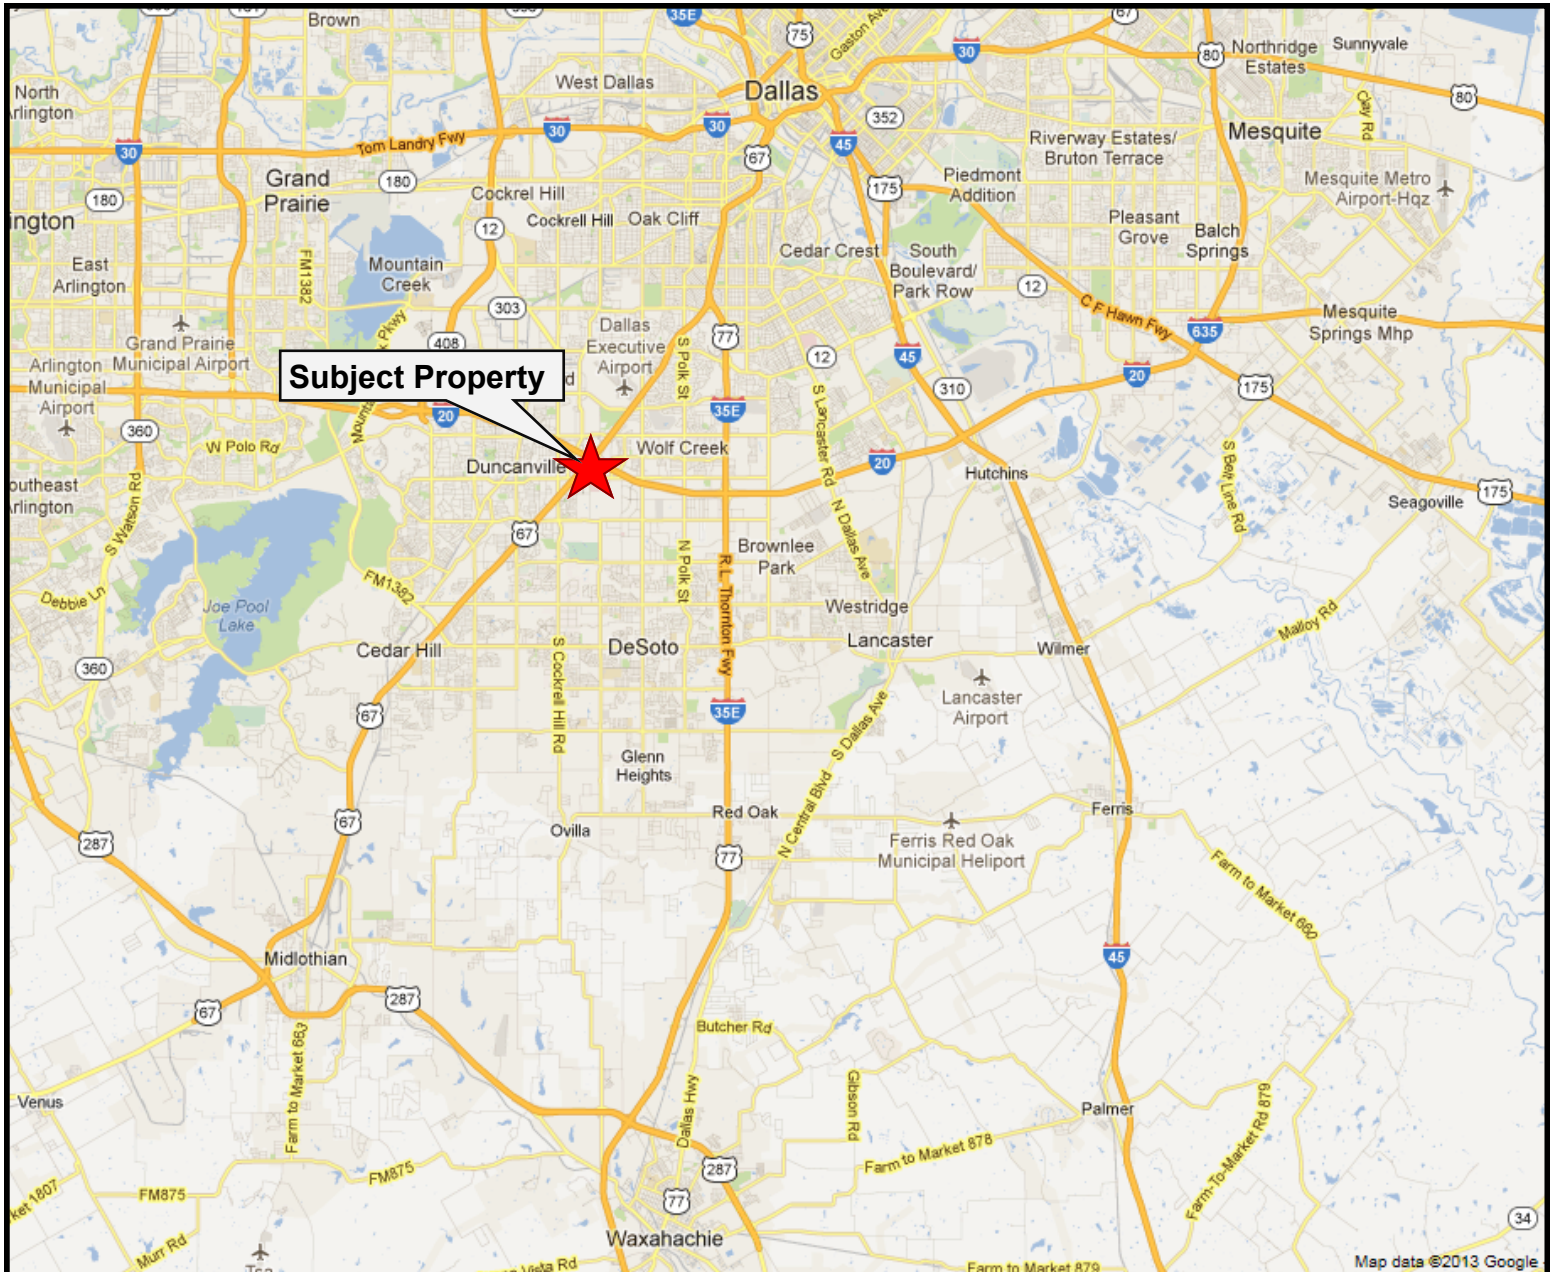 Brown
35E
67
75
Gaston Ave
30
80
Northridge
Estates
Sunnyvale
West Dallas
Dallas
80
North
Arlington
30
30
352
Cay Rd
Mesquite
30
Tom Landry Fwy
45
Riverway Estates/
Bruton Terrace
67
Grand
Prairie
180
180
Cockrel Hill
175
Piedmont
Addition
Mesquite Metro
Airport-Hqz
ington
12
Cockrell Hill
Oak Cliff
Pleasant
Grove
Balch
Springs
Cedar Crest
South
Boulevard/
Park Row
East
Arlington
FM1382
Mountain
Creek
12
303
C F Hawn Fwy
Mesquite
Springs Mhp
Grand Prairie
Municipal Airport
408
Dallas
Executive
Airport
S Polk St
77
12
45
635
Arlington
Municipal
Airport
Subject Property
20
310
20
175
35E
S Lancaster Rd
360
W Polo Rd
Wolf Creek
Duncanville
20
Hutchins
S Belt Line Rd
Seagoville
175
outheast
Arlington
S Watson Rd
67
N Dallas Ave
Brownlee
Park
N Polk St
R.L. Thornton Fwy
FM1382
Debbie Ln
Joe Pool
Lake
Westridge
Malloy Rd
Cedar Hill
DeSoto
Lancaster
Wilmer
360
S Cockrell Hill Rd
Lancaster
Airport
67
35E
S Dallas Ave
Glenn
Heights
67
Ovilla
Red Oak
N Central Blvd
Ferris
Ferris Red Oak
Municipal Heliport
287
77
Farm to Market 660
Midlothian
45
287
67
Butcher Rd
Farm to Market 663
Venus
Dallas Hwy
Gibson Rd
Palmer
Farm to Market 878
Farm-To-Market Rd 879
FM875
287
FM875
ket 1807
77
34
Waxahachie
Murr Rd
Vista Rd
Farm to Market 879
Map data ©2013 Google